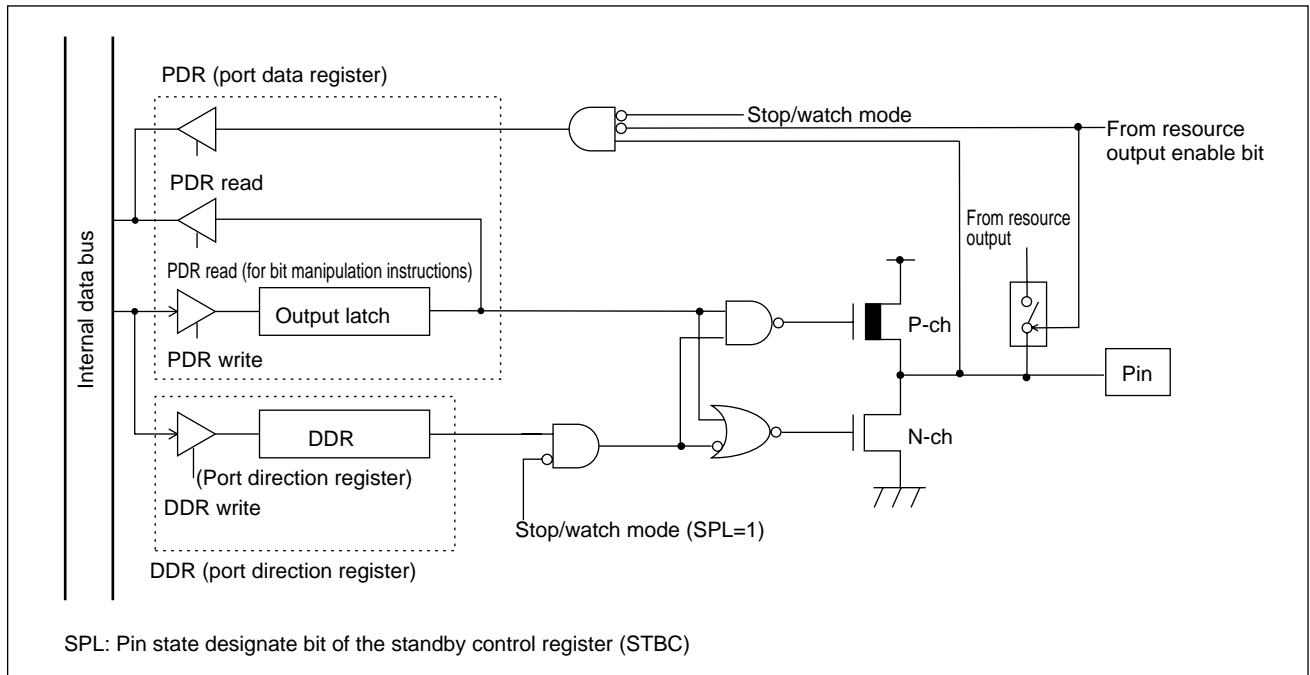 PDR (port data register)
Stop/watch mode
From resource
output enable bit
PDR read
From resource
output
Internal data bus
PDR read (for bit manipulation instructions)
Output latch
P-ch
PDR write
Pin
DDR
N-ch
(Port direction register)
DDR write
Stop/watch mode (SPL=1)
DDR (port direction register)
SPL: Pin state designate bit of the standby control register (STBC)